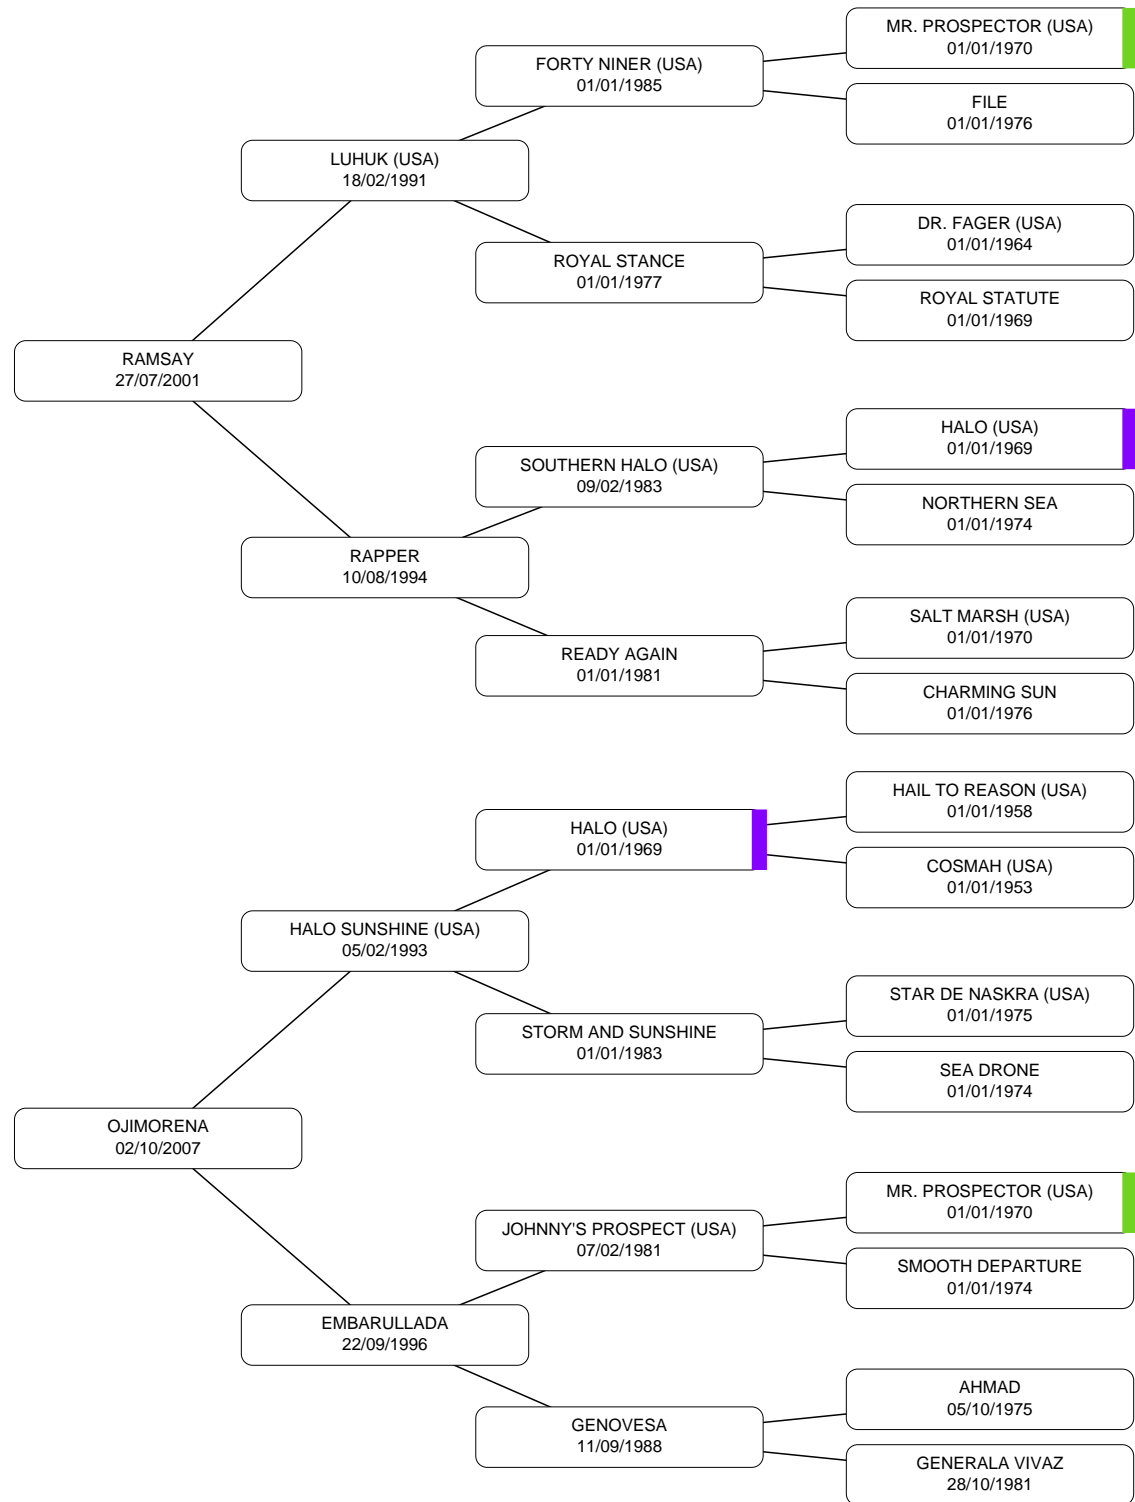 MR. PROSPECTOR (USA)
01/01/1970
FORTY NINER (USA)
01/01/1985
FILE
01/01/1976
LUHUK (USA)
18/02/1991
DR. FAGER (USA)
01/01/1964
ROYAL STANCE
01/01/1977
ROYAL STATUTE
01/01/1969
RAMSAY
27/07/2001
HALO (USA)
01/01/1969
SOUTHERN HALO (USA)
09/02/1983
NORTHERN SEA
01/01/1974
RAPPER
10/08/1994
SALT MARSH (USA)
01/01/1970
READY AGAIN
01/01/1981
CHARMING SUN
01/01/1976
HAIL TO REASON (USA)
01/01/1958
HALO (USA)
01/01/1969
COSMAH (USA)
01/01/1953
HALO SUNSHINE (USA)
05/02/1993
STAR DE NASKRA (USA)
01/01/1975
STORM AND SUNSHINE
01/01/1983
SEA DRONE
01/01/1974
OJIMORENA
02/10/2007
MR. PROSPECTOR (USA)
01/01/1970
JOHNNY'S PROSPECT (USA)
07/02/1981
SMOOTH DEPARTURE
01/01/1974
EMBARULLADA
22/09/1996
AHMAD
05/10/1975
GENOVESA
11/09/1988
GENERALA VIVAZ
28/10/1981